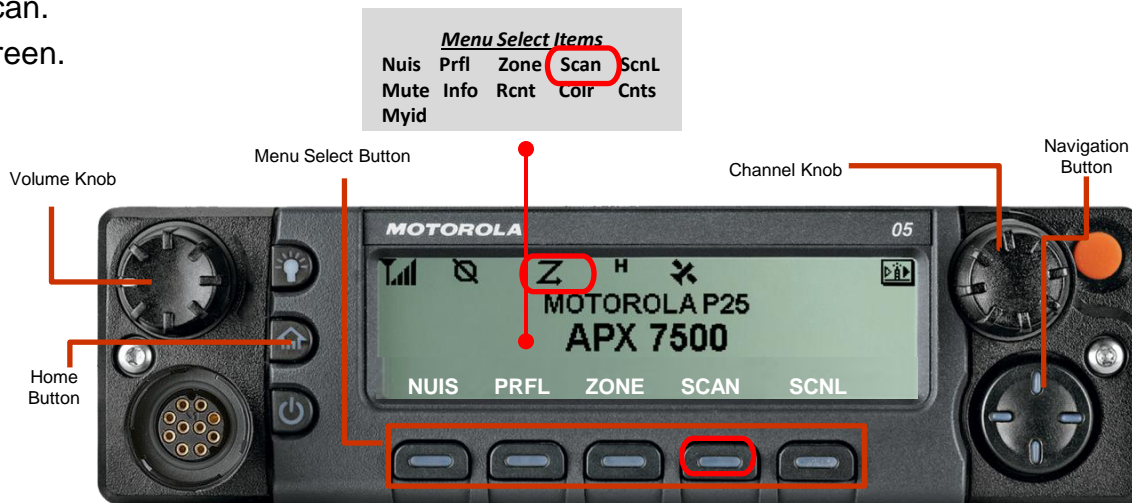 can.
reen.
Menu Select Items
Nuis Prfl Zone Scan ScnL
Mute Info Rcnt Colr Cnts
Myid
Menu Select Button
Volume Knob
Channel Knob
Navigation
Button
MOTOROLA
05
H
MOTOROLA P25
APX 7500
NUIS PRFL ZONE SCAN SCNL
Home
Button